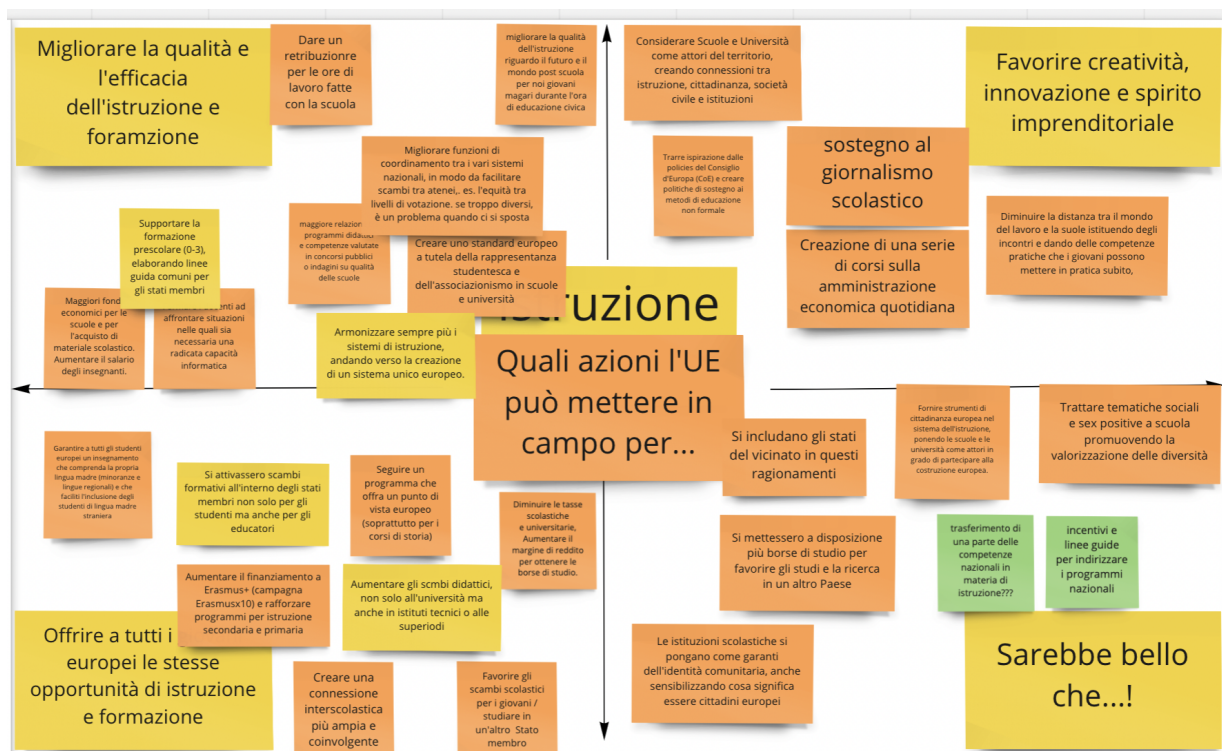 Migliorare la qualità e
l'efficacia
dell'istruzione e
foramzione
Dare un
retribuzionre
per le ore di
lavoro fatte
con la scuola
migliorare la qualità
dell'istruzione
riguardo il futuro e il
mondo post scuola
per noi giovani
magari durante l'ora
di educazione civica
Migliorare funzioni di
coordinamento tra i vari sistemi
nazionali, in modo da facilitare
scambi tra atenei,. es. l'equità tra
livelli di votazione. se troppo diversi,
è un problema quando ci si sposta
Supportare la
formazione
prescolare (0-3),
elaborando linee
guida comuni per
gli stati membri
maggiore relazion
programmi didattici
e competenze valutate
in concorsi pubblici
o indagini su qualità
delle scuole
Creare uno standard europeo
a tutela della rappresentanza
studentesca e
dell'associazionismo in scuole
e università
Maggiori fond
economici per le
scuole e per
l'acquisto di
materiale scolastico.
Aumentare il salario
degli insegnanti.
enti ad
affrontare situazioni
nelle quali sia
necessaria una
radicata capacità
informatica
Armonizzare sempre più i
sistemi di istruzione,
andando verso la creazione
di un sistema unico europeo.
Considerare Scuole e Università
come attori del territorio,
creando connessioni tra
istruzione, cittadinanza, società
civile e istituzioni
Favorire creatività,
innovazione e spirito
imprenditoriale
Trarre ispirazione dalle
policies del Consiglio
d'Europa (CoE) e creare
politiche di sostegno ai
metodi di educazione
non formale
sostegno al
giornalismo
scolastico
Creazione di una serie
di corsi sulla
amministrazione
economica quotidiana
Diminuire la distanza tra il mondo
del lavoro e la suole istituendo degli
incontri e dando delle competenze
pratiche che i giovani possono
mettere in pratica subito,
istruzione
Quali azioni l'UE
può mettere in
campo per...
Garantire a tutti gli studenti
europei un insegnamento
che comprenda la propria
lingua madre (minoranze e
lingue regionali) e che
faciliti l'inclusione degli
studenti di lingua madre
straniera
Si attivassero scambi
formativi all'interno degli stati
membri non solo per gli
studenti ma anche per gli
educatori
Seguire un
programma che
offra un punto di
vista europeo
(soprattutto per i
corsi di storia)
Diminuire le tasse
scolastiche
e universitarie,
Aumentare il
margine di reddito
per ottenere le
borse di studio.
Aumentare il finanziamento a
Erasmus+ (campagna
Erasmusx10) e rafforzare
programmi per istruzione
secondaria e primaria
Aumentare gli scmbi didattici,
non solo all'università ma
anche in istituti tecnici o alle
superiodi
Offrire a tutti i
europei le stesse
opportunità di istruzione
e formazione
Creare una
connessione
interscolastica
più ampia e
coinvolgente
Favorire gli
scambi scolastici
per i giovani /
studiare in
un'altro Stato
membro
Si includano gli stati
del vicinato in questi
ragionamenti
Fornire strumenti di
cittadinanza europea nel
sistema dell'istruzione,
ponendo le scuole e le
università come attori in
grado di partecipare alla
costruzione europea.
Trattare tematiche sociali
e sex positive a scuola
promuovendo la
valorizzazione delle diversità
Si mettessero a disposizione
più borse di studio per
favorire gli studi e la ricerca
in un altro Paese
trasferimento di
una parte delle
competenze
nazionali in
materia di
istruzione???
incentivi e
linee guide
per indirizzare
i programmi
nazionali
Le istituzioni scolastiche si
pongano come garanti
dell'identità comunitaria, anche
sensibilizzando cosa significa
essere cittadini europei
Sarebbe bello
che...!